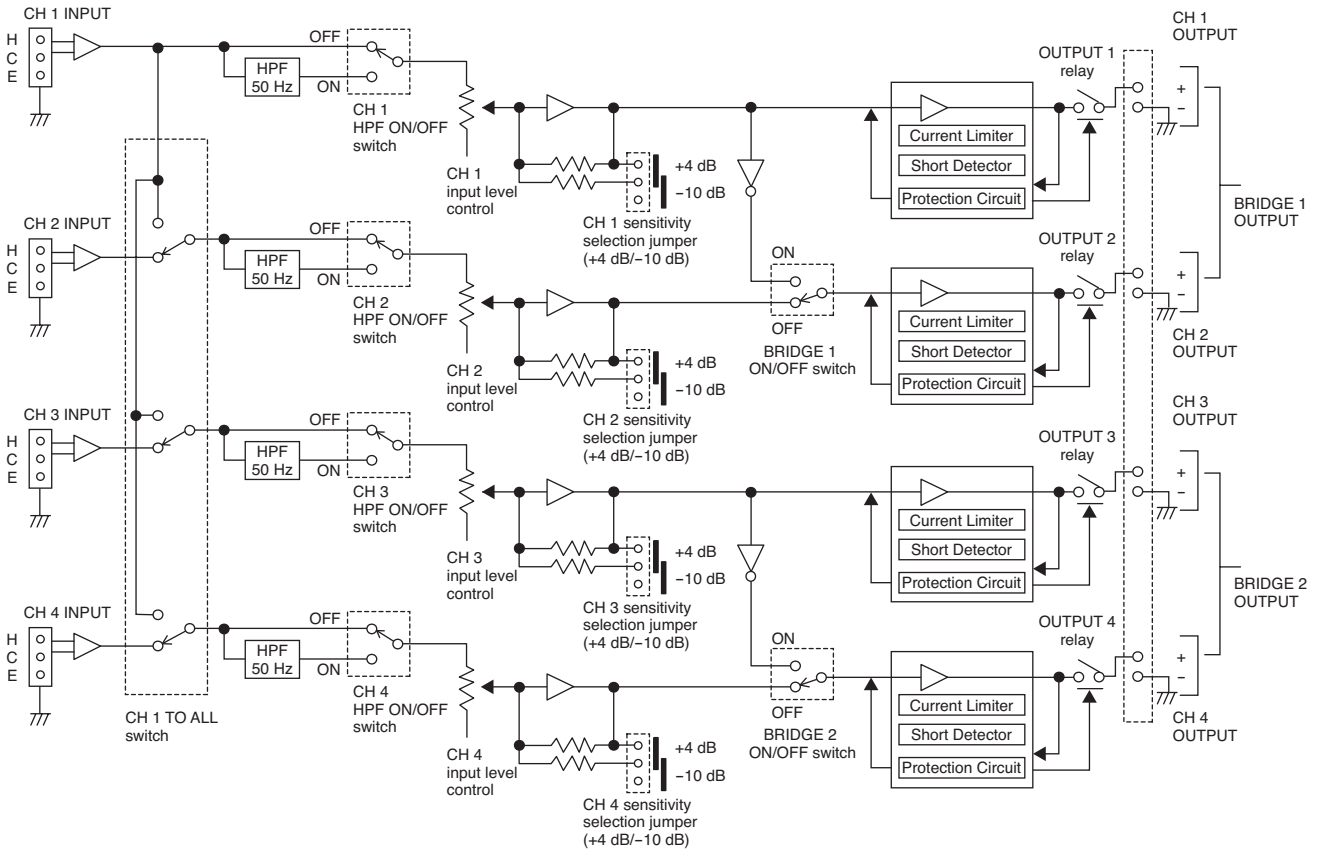 CH 1 INPUT
H
C
E
OFF
HPF
50 Hz
ON
CH 1
HPF ON/OFF
switch
CH 1
input level
control
+4 dB
−10 dB
CH 1 sensitivity
selection jumper
(+4 dB/−10 dB)
Current Limiter
Short Detector
Protection Circuit
OUTPUT 1
relay
CH 1
OUTPUT
+
−
BRIDGE 1
OUTPUT
CH 2 INPUT
H
C
E
OFF
HPF
50 Hz
ON
CH 2
HPF ON/OFF
switch
CH 2
input level
control
+4 dB
−10 dB
CH 2 sensitivity
selection jumper
(+4 dB/−10 dB)
ON
OFF
BRIDGE 1
ON/OFF switch
Current Limiter
Short Detector
Protection Circuit
OUTPUT 2
relay
+
−
CH 2
OUTPUT
CH 3 INPUT
H
C
E
OFF
HPF
50 Hz
ON
CH 3
HPF ON/OFF
switch
CH 3
input level
control
+4 dB
−10 dB
CH 3 sensitivity
selection jumper
(+4 dB/−10 dB)
Current Limiter
Short Detector
Protection Circuit
OUTPUT 3
relay
CH 3
OUTPUT
+
−
BRIDGE 2
OUTPUT
CH 4 INPUT
H
C
E
OFF
HPF
50 Hz
ON
CH 4
HPF ON/OFF
switch
CH 4
input level
control
+4 dB
−10 dB
CH 4 sensitivity
selection jumper
(+4 dB/−10 dB)
ON
OFF
BRIDGE 2
ON/OFF switch
Current Limiter
Short Detector
Protection Circuit
OUTPUT 4
relay
+
−
CH 4
OUTPUT
CH 1 TO ALL
switch